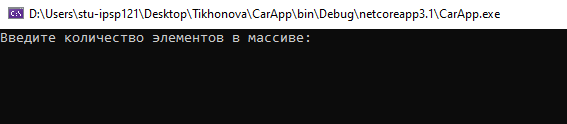 D:\Users\stu-ipsp121\Desktop\Tikhonova\CarApp\bin\Debug\netcoreapp3.1\CarApp.exe
Введите количество элементов в массиве: